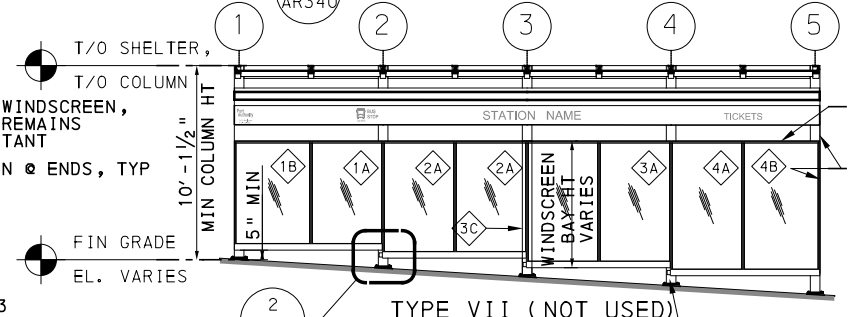 AR340
1 2 3 4 5
T/O SHELTER,
T/O COLUMN
WINDSCREEN,
REMAINS
TANT
N @ ENDS, TYP
10'-1½"
MIN COLUMN HT
BUS
STOP
STATION NAME
TICKETS
1B 1A 2A 2A 3A 4A 4B
5" MIN
3C
WINDSCREEN
BAY HT
VARIES
FIN GRADE
EL. VARIES
3
2
TYPE VII (NOT USED)